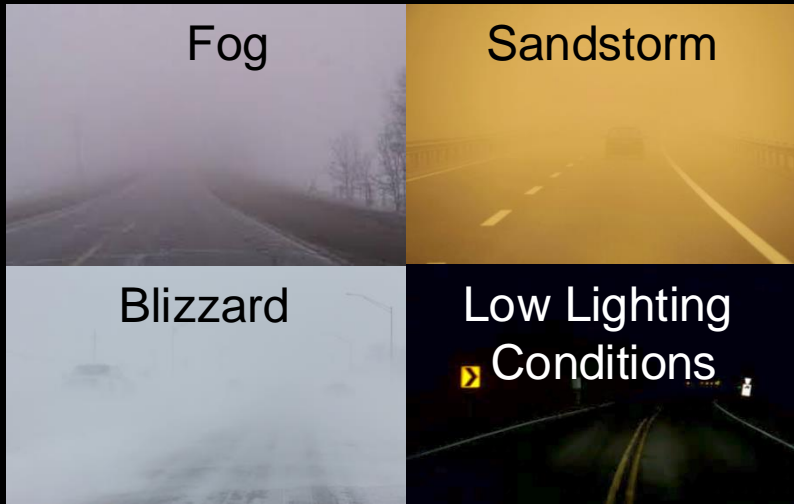 Fog
Sandstorm
Blizzard
Low Lighting
Conditions